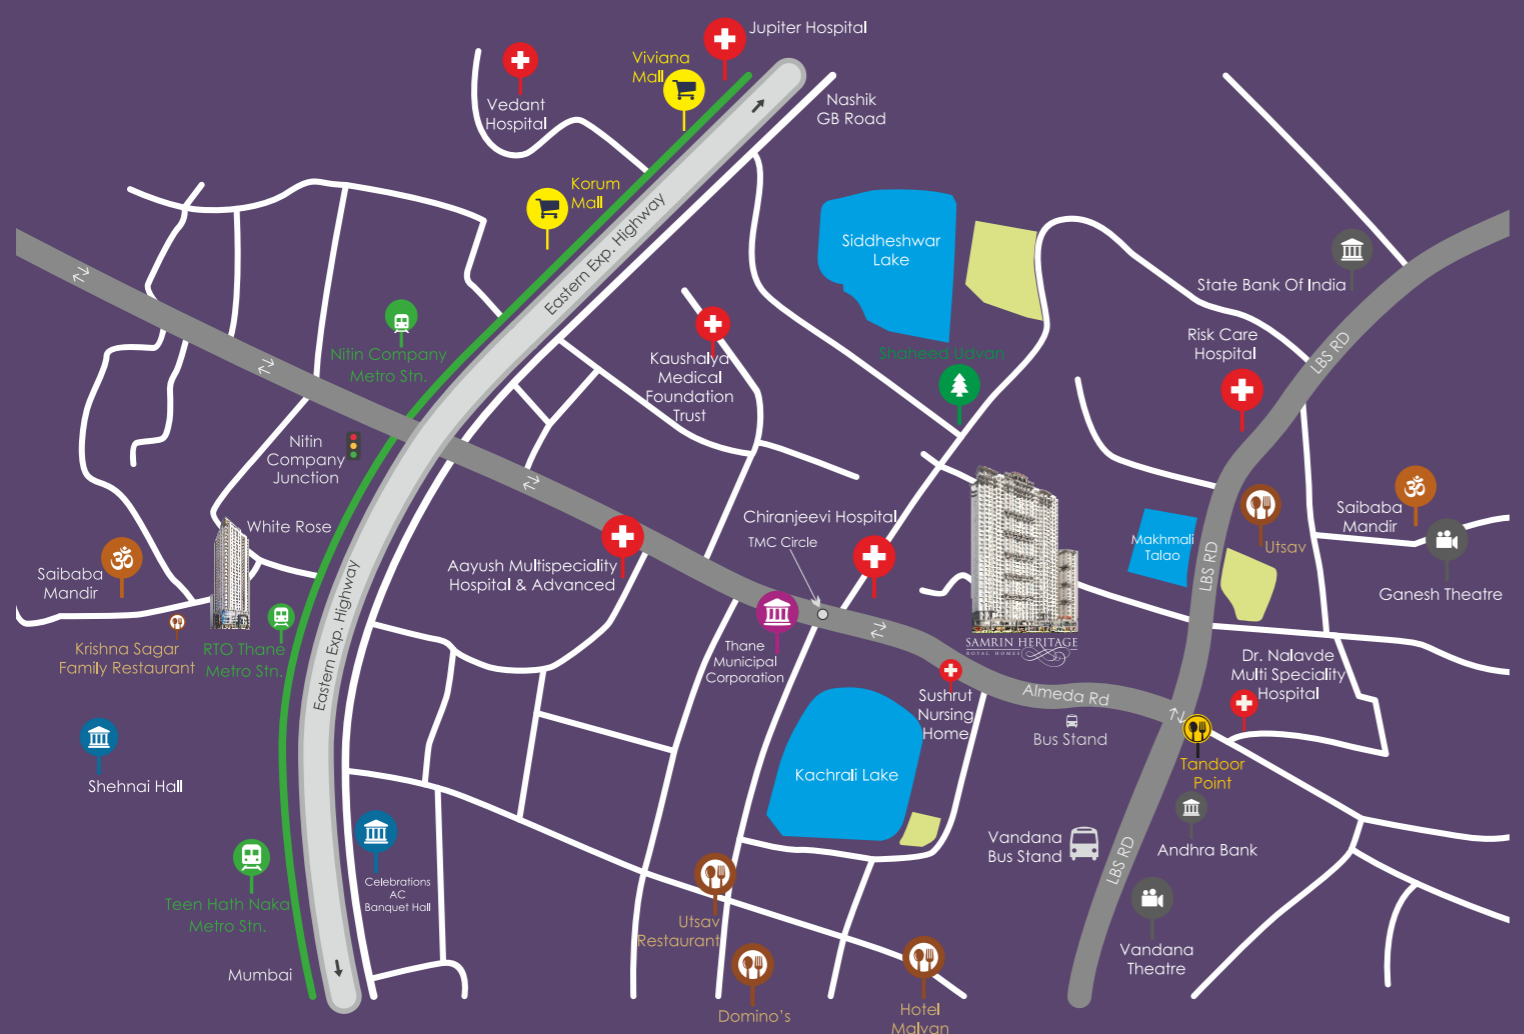 Jupiter Hospital
Viviana
Mall
Vedant
Hospital
Nashik
GB Road
Korum
Mall
Eastern Exp. Highway
Siddheshwar
Lake
State Bank Of India
Risk Care
Hospital
LBS RD
Nitin Company
Metro Stn.
Kaushalya
Medical
Foundation
Trust
Shaheed Udvan
Nitin
Company
Junction
White Rose
Saibaba
Mandir
Chiranjeevi Hospital
TMC Circle
Aayush Multispeciality
Hospital & Advanced
Makhmali
Talao
LBS RD
Utsav
Saibaba
Mandir
Ganesh Theatre
Eastern Exp. Highway
Krishna Sagar
Family Restaurant
RTO Thane
Metro Stn.
Thane
Municipal
Corporation
SAMRIN HERITAGE
ROYAL HOMES
Sushrut
Nursing
Home
Almeda Rd
Bus Stand
Dr. Nalavde
Multi Speciality
Hospital
Tandoor
Point
Shehnai Hall
Kachrali Lake
Vandana
Bus Stand
LBS RD
Andhra Bank
Celebrations
AC
Banquet Hall
Teen Hath Naka
Metro Stn.
Mumbai
Utsav
Restaurant
Domino's
Hotel
Malvan
Vandana
Theatre